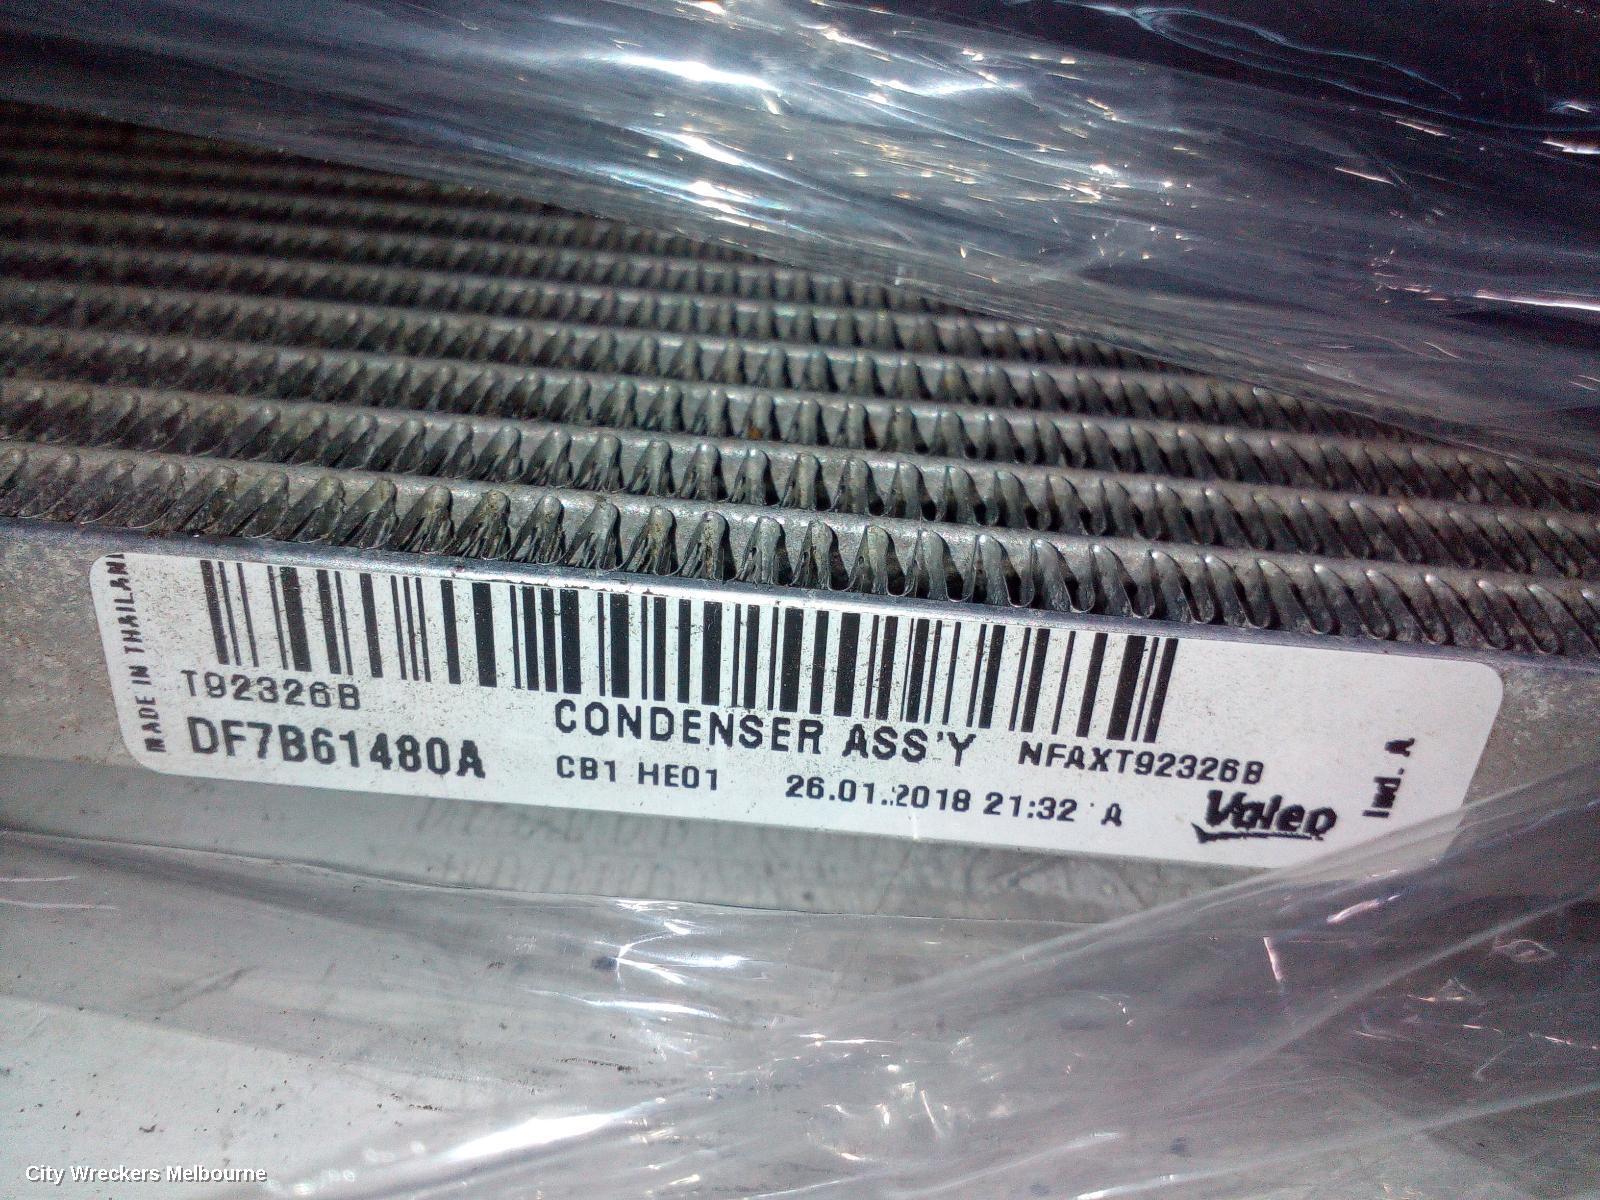 MADE IN THAILAND
T92326B
DF7B61480A
CONDENSER ASS'Y
NFAXT92326B
CB1 HE01
26.01.2018 21:32 A
Valeo
Ind. A
City Wreckers Melbourne